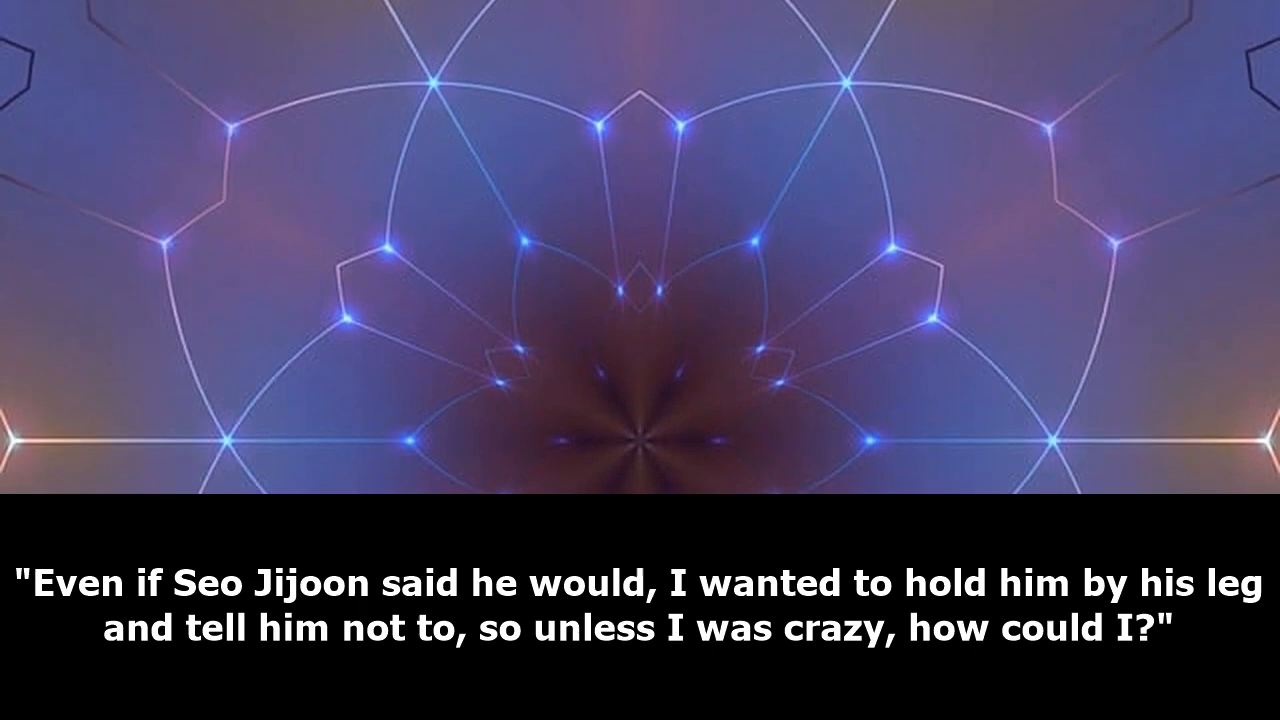 "Even if Seo Jijoon said he would, I wanted to hold him by his leg
and tell him not to, so unless I was crazy, how could I?"